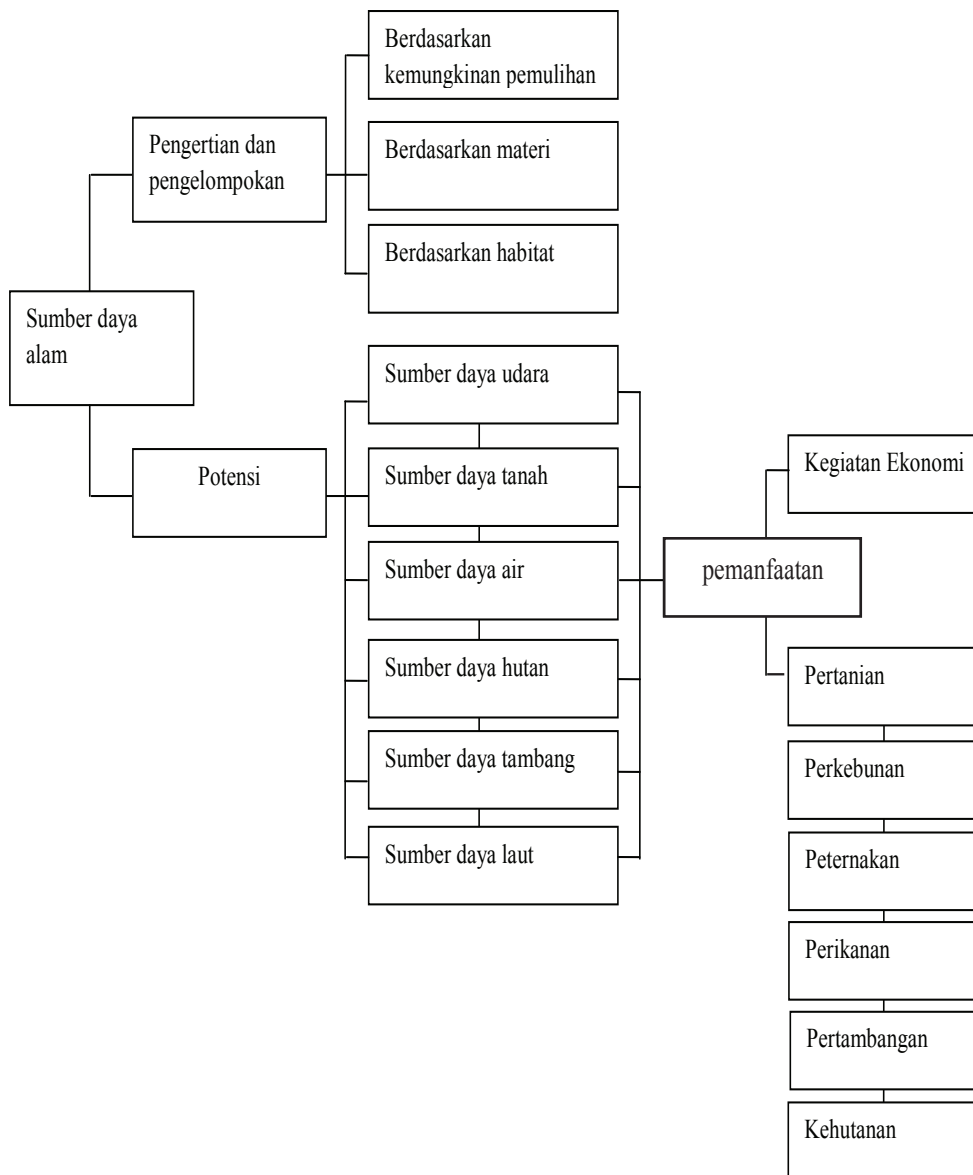 Berdasarkan
kemungkinan pemulihan
Pengertian dan
pengelompokan
Berdasarkan materi
Berdasarkan habitat
Sumber daya
alam
Potensi
Sumber daya udara
Sumber daya tanah
Sumber daya air
Sumber daya hutan
Sumber daya tambang
Sumber daya laut
pemanfaatan
Kegiatan Ekonomi
Pertanian
Perkebunan
Peternakan
Perikanan
Pertambangan
Kehutanan